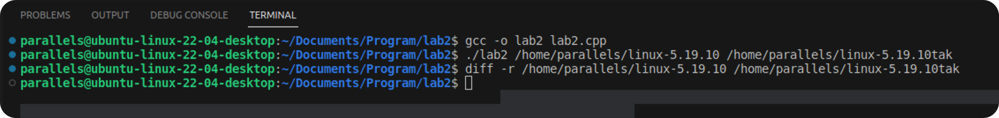 PROBLEMS OUTPUT DEBUG CONSOLE TERMINAL
parallels@ubuntu-linux-22-04-desktop:~/Documents/Program/lab2$ gcc -o lab2 lab2.cpp
parallels@ubuntu-linux-22-04-desktop:~/Documents/Program/lab2$ ./lab2 /home/parallels/linux-5.19.10 /home/parallels/linux-5.19.10tak
parallels@ubuntu-linux-22-04-desktop:~/Documents/Program/lab2$ diff -r /home/parallels/linux-5.19.10 /home/parallels/linux-5.19.10tak
parallels@ubuntu-linux-22-04-desktop:~/Documents/Program/lab2$